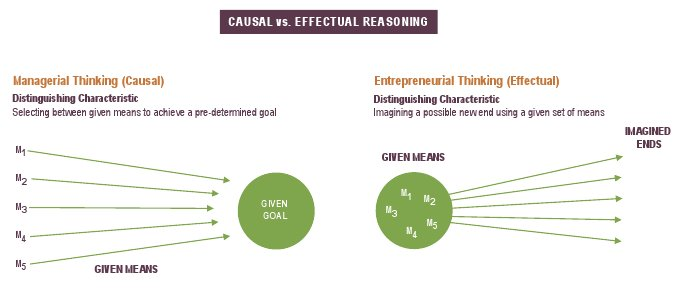 CAUSAL vs. EFFECTUAL REASONING
Managerial Thinking (Causal)
Distinguishing Characteristic
Selecting between given means to achieve a pre-determined goal
M1
M2
M3
M4
M5
GIVEN MEANS
GIVEN
GOAL
Entrepreneurial Thinking (Effectual)
Distinguishing Characteristic
Imagining a possible new end using a given set of means
IMAGINED
ENDS
GIVEN MEANS
M1
M2
M3
M5
M4